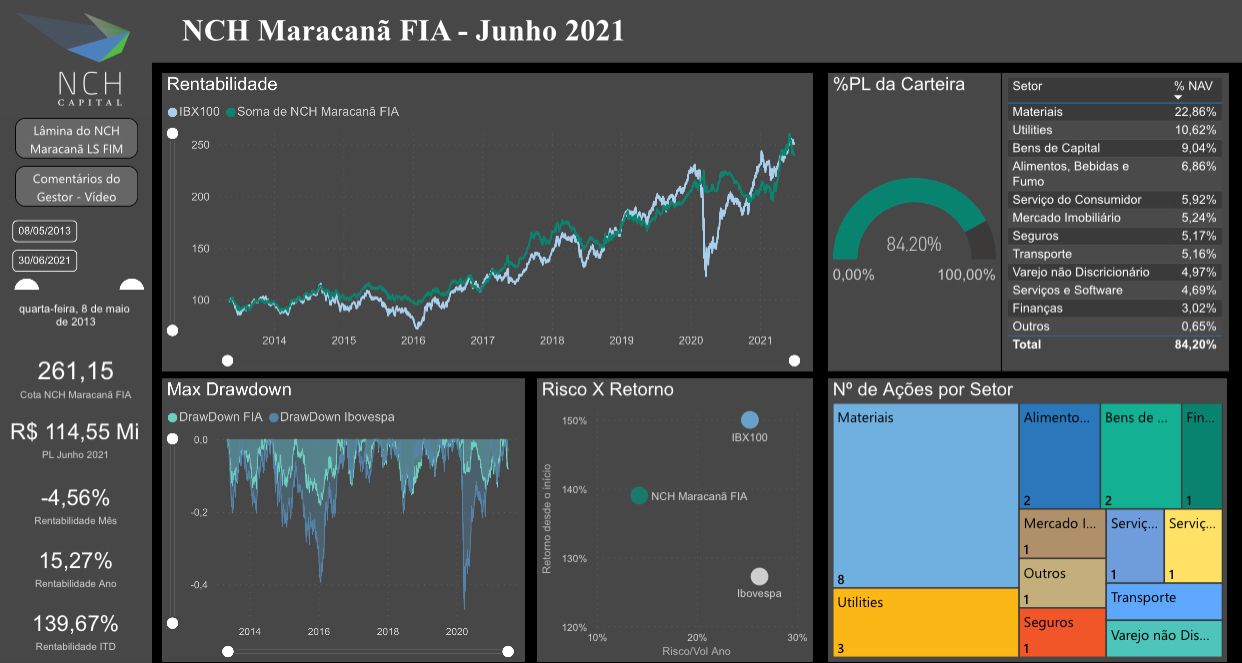 NCH Maracanã FIA - Junho 2021
NCH
CAPITAL
Lâmina do NCH
Maracanã LS FIM
Comentários do
Gestor - Vídeo
08/05/2013
30/06/2021
quarta-feira, 8 de maio
de 2013
261,15
Cota NCH Maracanã FIA
R$ 114,55 Mi
PL Junho 2021
-4,56%
Rentabilidade Mês
15,27%
Rentabilidade Ano
139,67%
Rentabilidade ITD
Rentabilidade
IBX100 Soma de NCH Maracanã FIA
250
200
150
100
2014 2015 2016 2017 2018 2019 2020 2021
%PL da Carteira
84,20%
0,00% 100,00%
Setor % NAV
Materiais 22,86%
Utilities 10,62%
Bens de Capital 9,04%
Alimentos, Bebidas e 6,86%
Fumo
Serviço do Consumidor 5,92%
Mercado Imobiliário 5,24%
Seguros 5,17%
Transporte 5,16%
Varejo não Discricionário 4,97%
Serviços e Software 4,69%
Finanças 3,02%
Outros 0,65%
Total 84,20%
Max Drawdown
DrawDown FIA DrawDown Ibovespa
0,0
-0,2
-0,4
2014 2016 2018 2020
Risco X Retorno
Retorno desde o início
150%
140%
130%
120%
IBX100
NCH Maracanã FIA
Ibovespa
10% 20% 30%
Risco/Vol Ano
Nº de Ações por Setor
Materiais
8
Utilities
3
Alimento...
2
Bens de ...
2
Fin...
1
Mercado I...
1
Outros
1
Seguros
1
Serviç...
1
Serviç...
1
Transporte
Varejo não Dis...